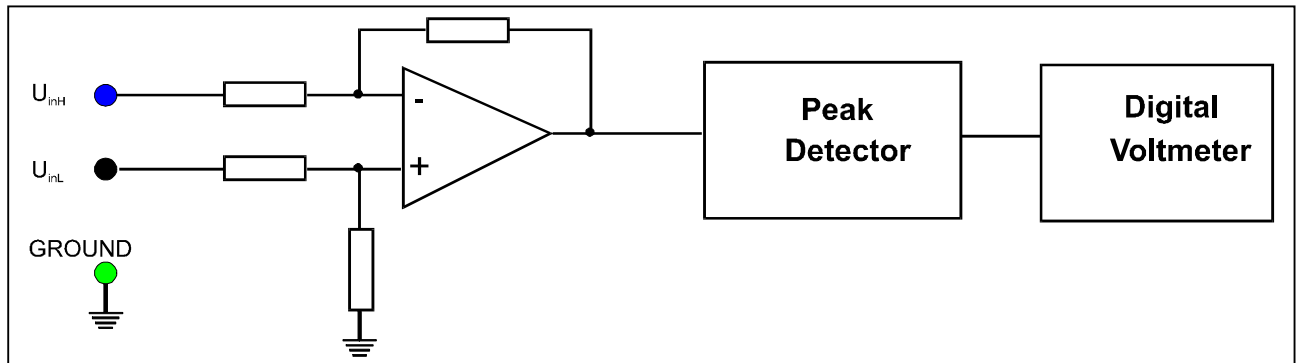 U_inH
-
Peak
Detector
Digital
Voltmeter
U_inL
+
GROUND